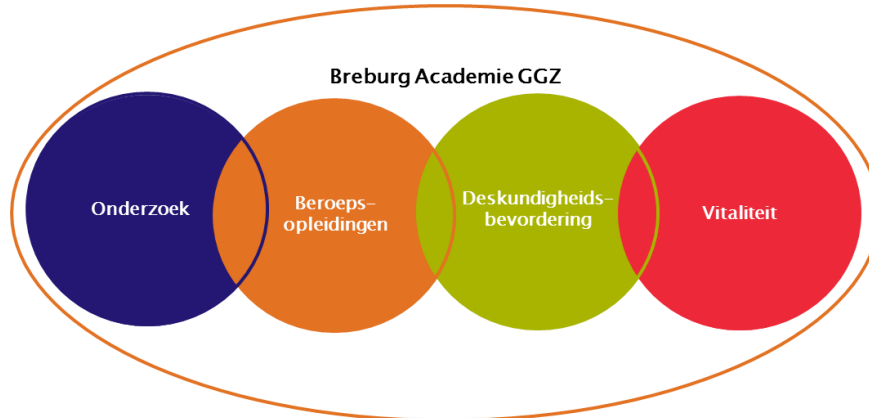 Breburg Academie GGZ
Onderzoek
Beroeps-
opleidingen
Deskundigheids-
bevordering
Vitaliteit